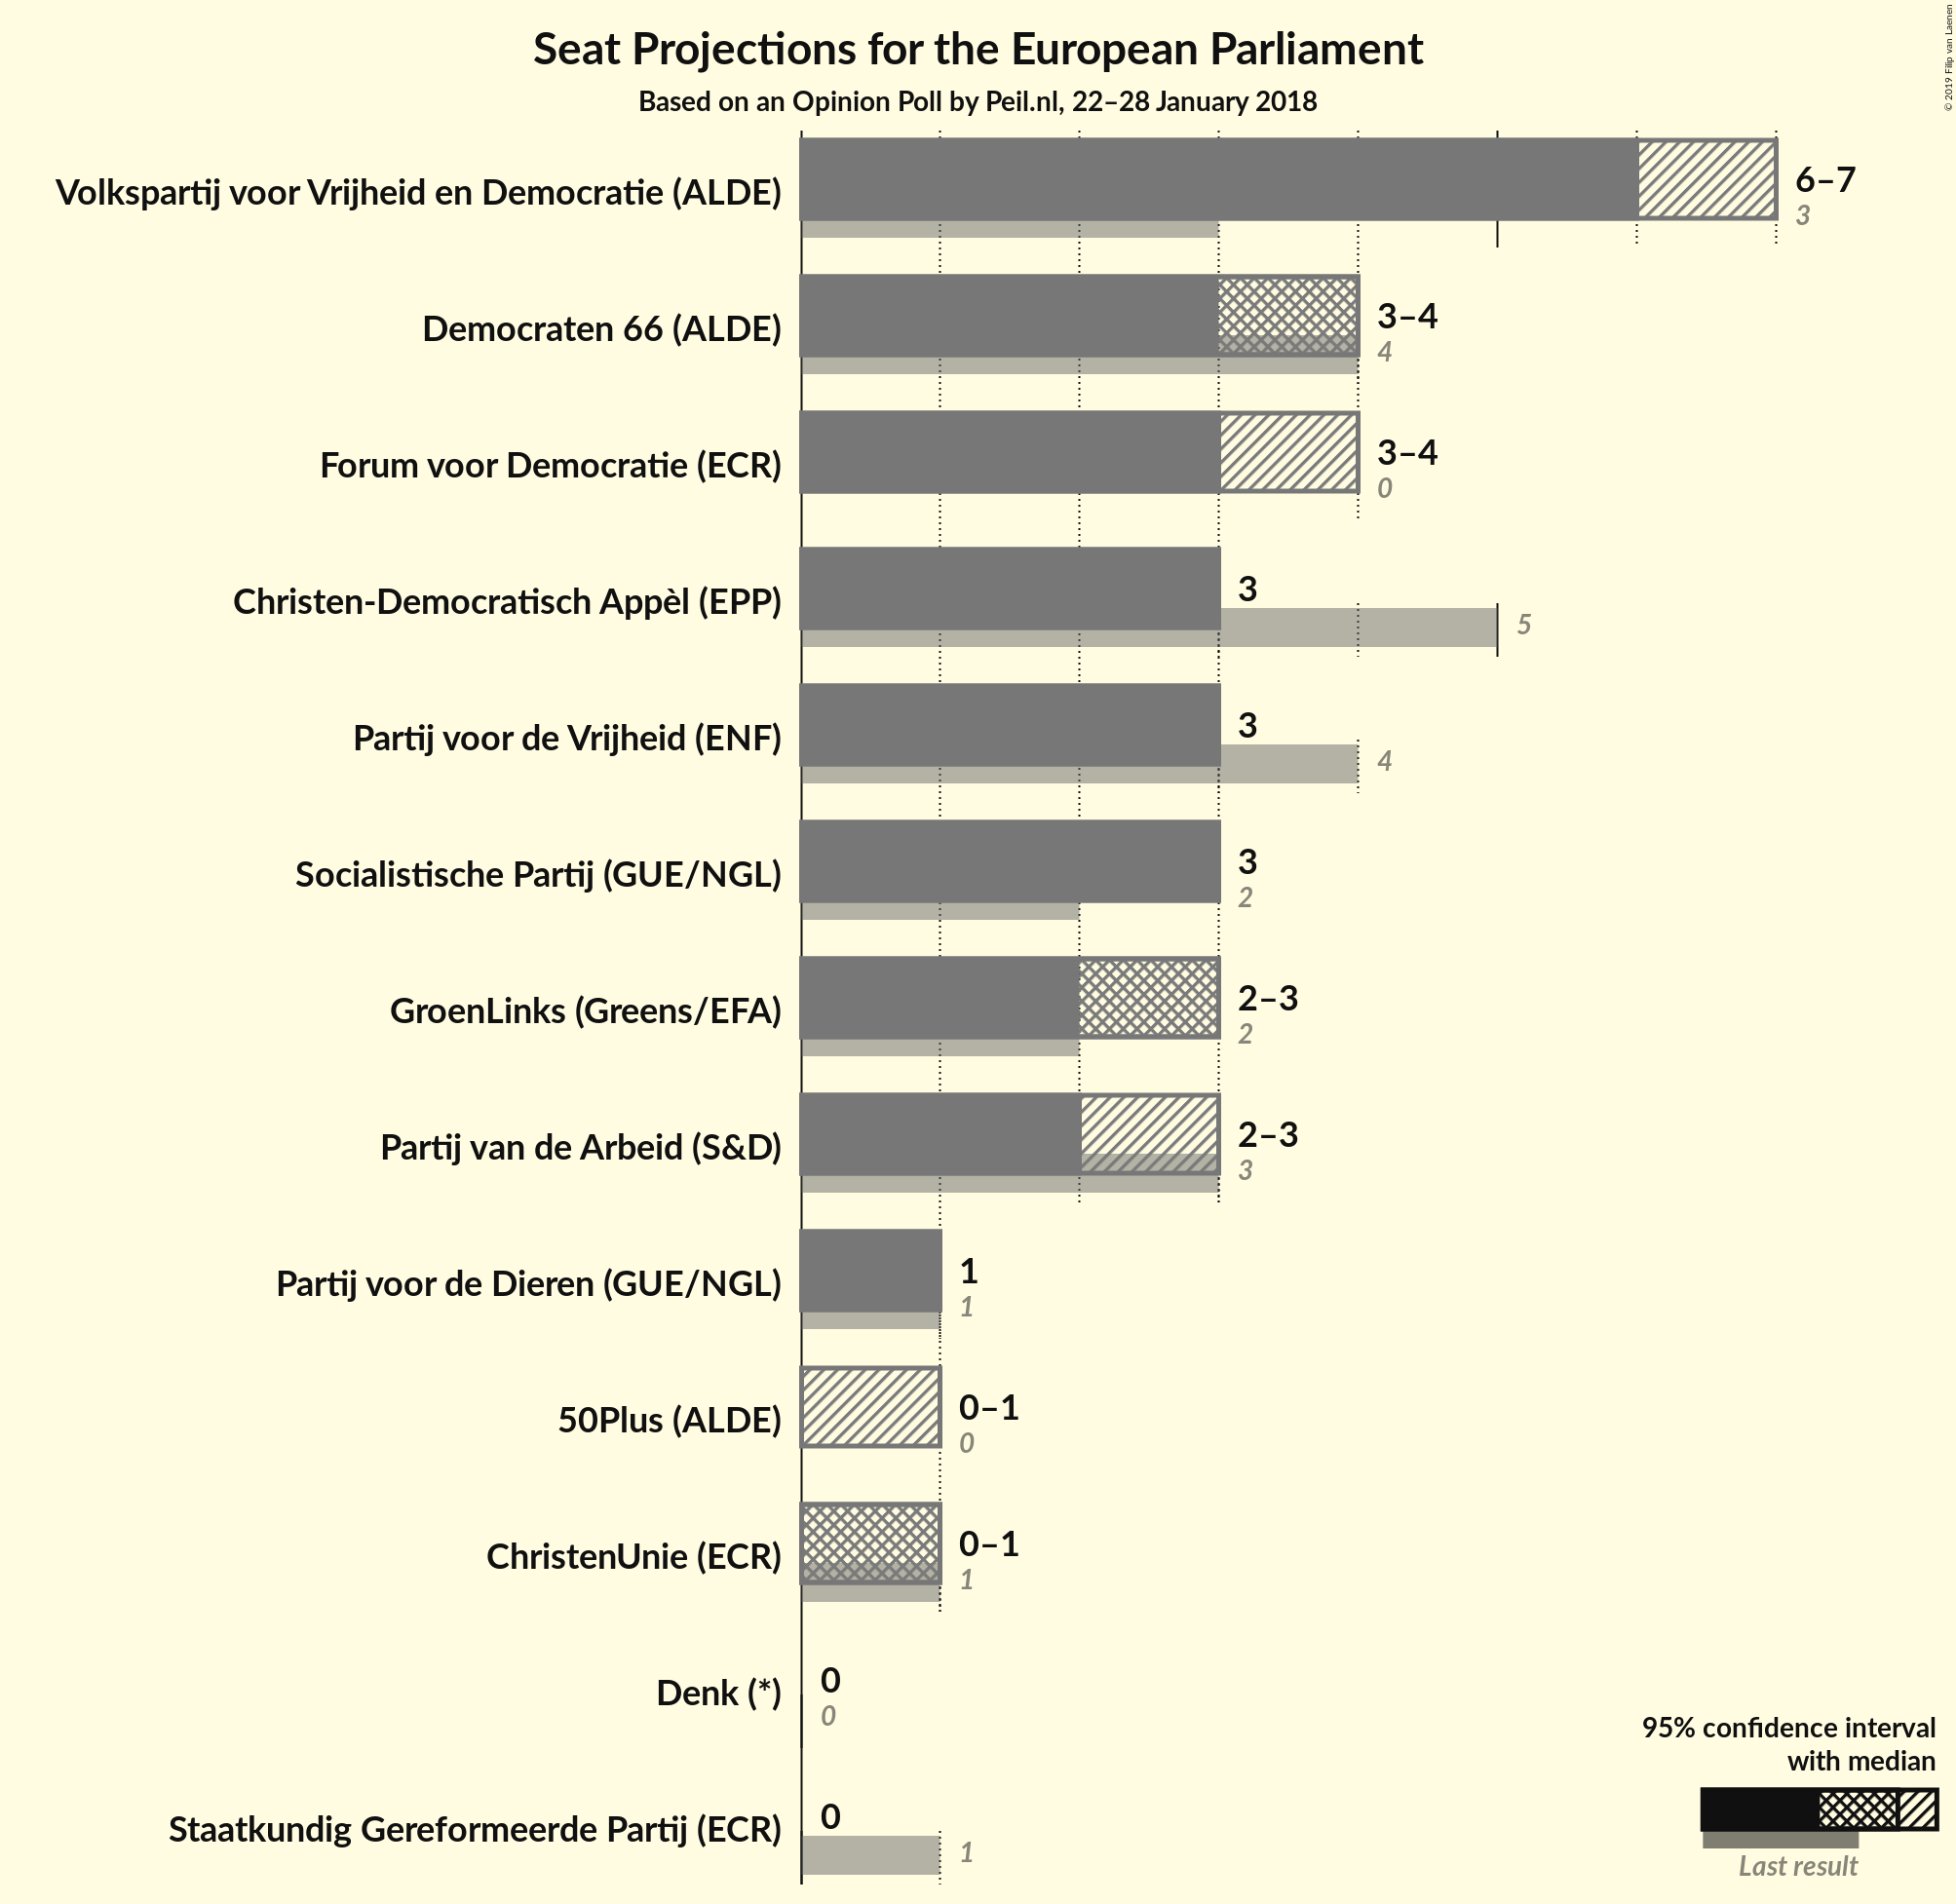 Seat Projections for the European Parliament
Based on an Opinion Poll by Peil.nl, 22–28 January 2018
© 2019 Filip van Laenen
Volkspartij voor Vrijheid en Democratie (ALDE)
6–7
3
Democraten 66 (ALDE)
3–4
4
Forum voor Democratie (ECR)
3–4
0
Christen-Democratisch Appèl (EPP)
3
5
Partij voor de Vrijheid (ENF)
3
4
Socialistische Partij (GUE/NGL)
3
2
GroenLinks (Greens/EFA)
2–3
2
Partij van de Arbeid (S&D)
2–3
3
Partij voor de Dieren (GUE/NGL)
1
1
50Plus (ALDE)
0–1
0
ChristenUnie (ECR)
0–1
1
Denk (*)
0
0
Staatkundig Gereformeerde Partij (ECR)
0
1
95% confidence interval
with median
Last result